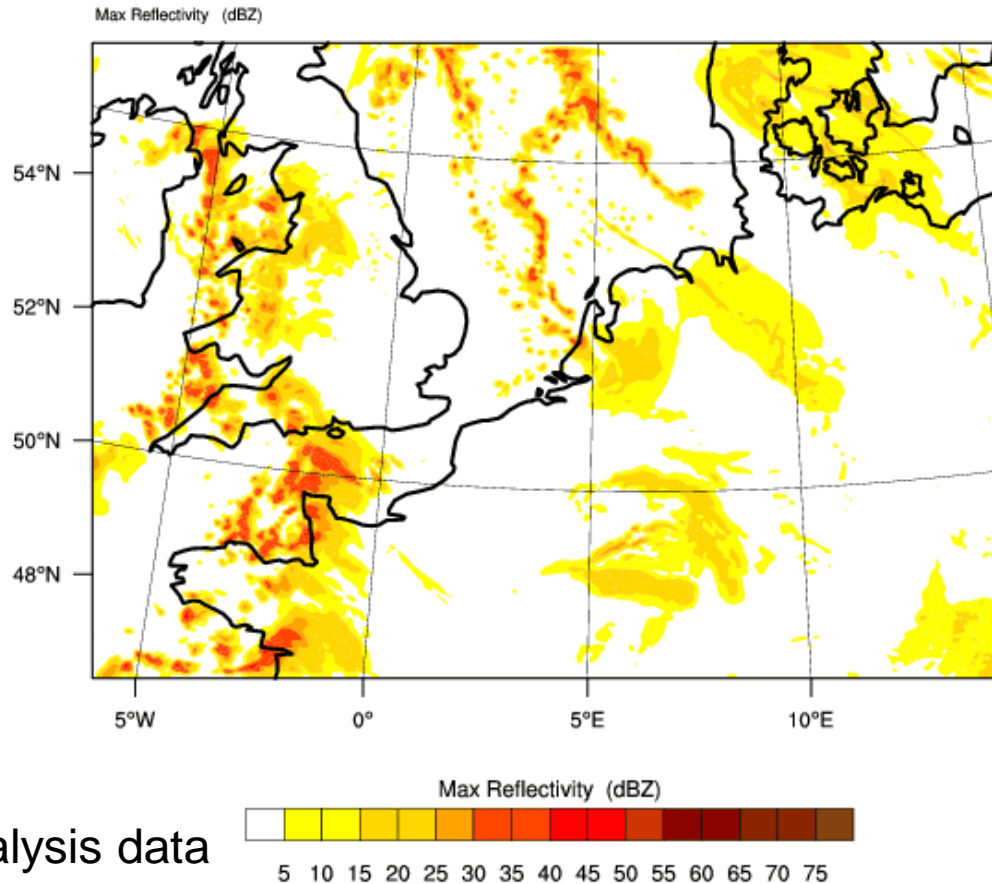 Max Reflectivity (dBZ)
54°N
52°N
50°N
48°N
5°W 0° 5°E 10°E
Max Reflectivity (dBZ)
alysis data
5 10 15 20 25 30 35 40 45 50 55 60 65 70 75